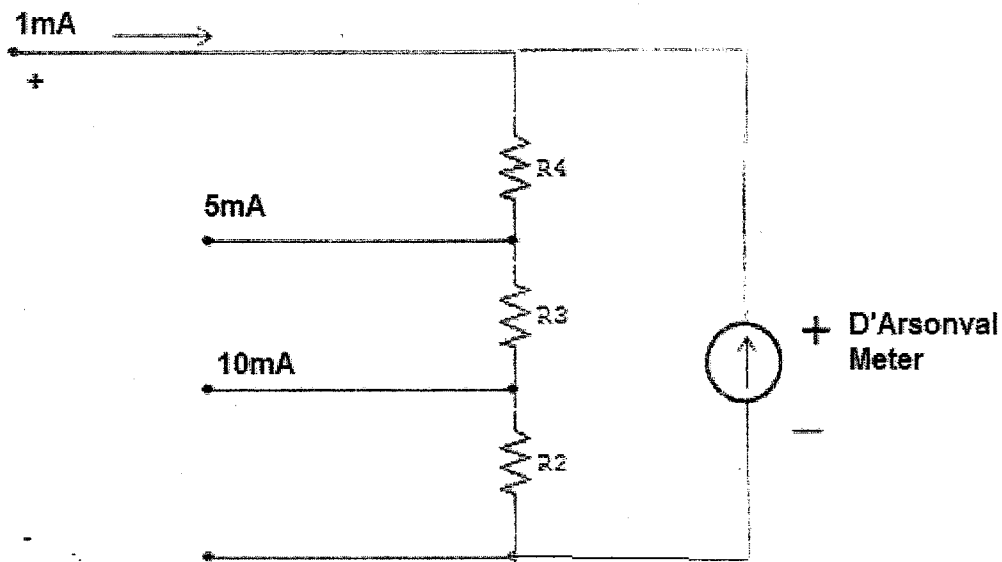 1mA
+
R4
5mA
R3
+ D'Arsonval
Meter
10mA
—
R2
-